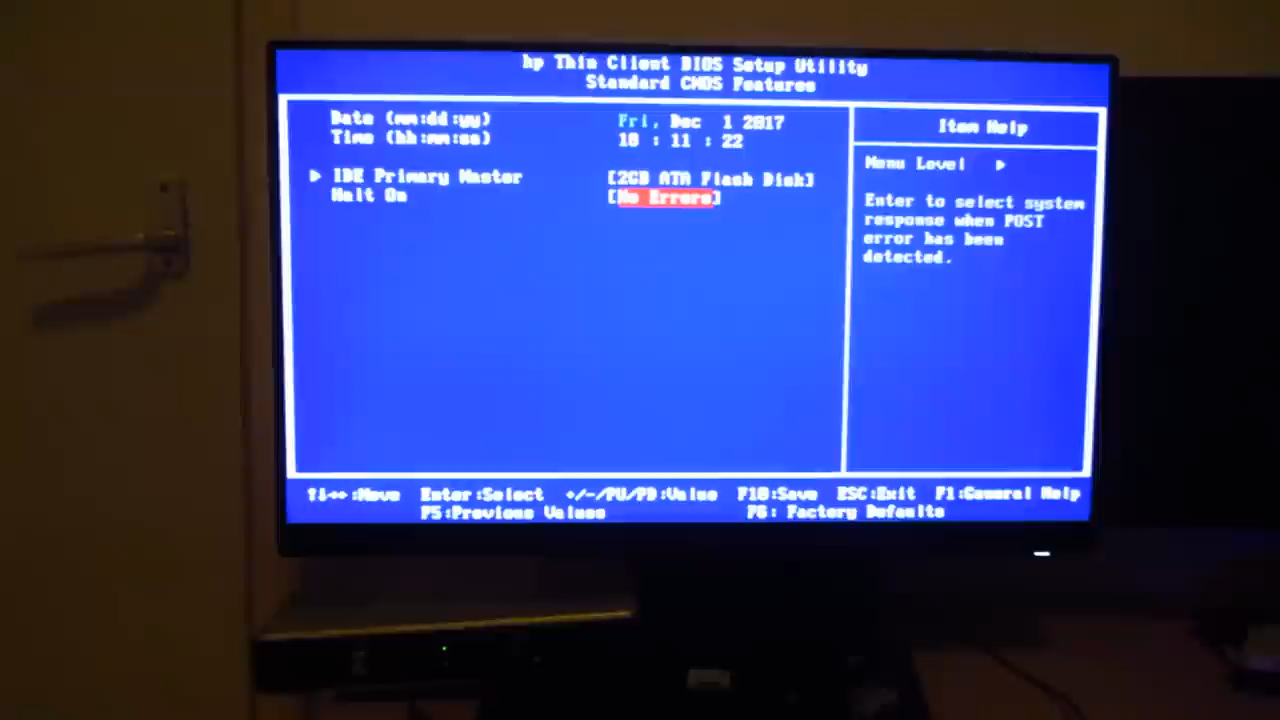 hp Thin Client BIOS Setup Utility
Standard CMOS Features
Date (mm:dd:yy) Fri, Dec 1 2017
Time (hh:mm:ss) 10 : 11 : 22
▶ IDE Primary Master [2GB ATA Flash Disk]
Halt On [No Errors]
Item Help
Menu Level ▶
Enter to select system
response when POST
error has been
detected.
↑↓→←:Move Enter:Select +/-/PU/PD:Value F10:Save ESC:Exit F1:General Help
F5:Previous Values F6: Factory Defaults